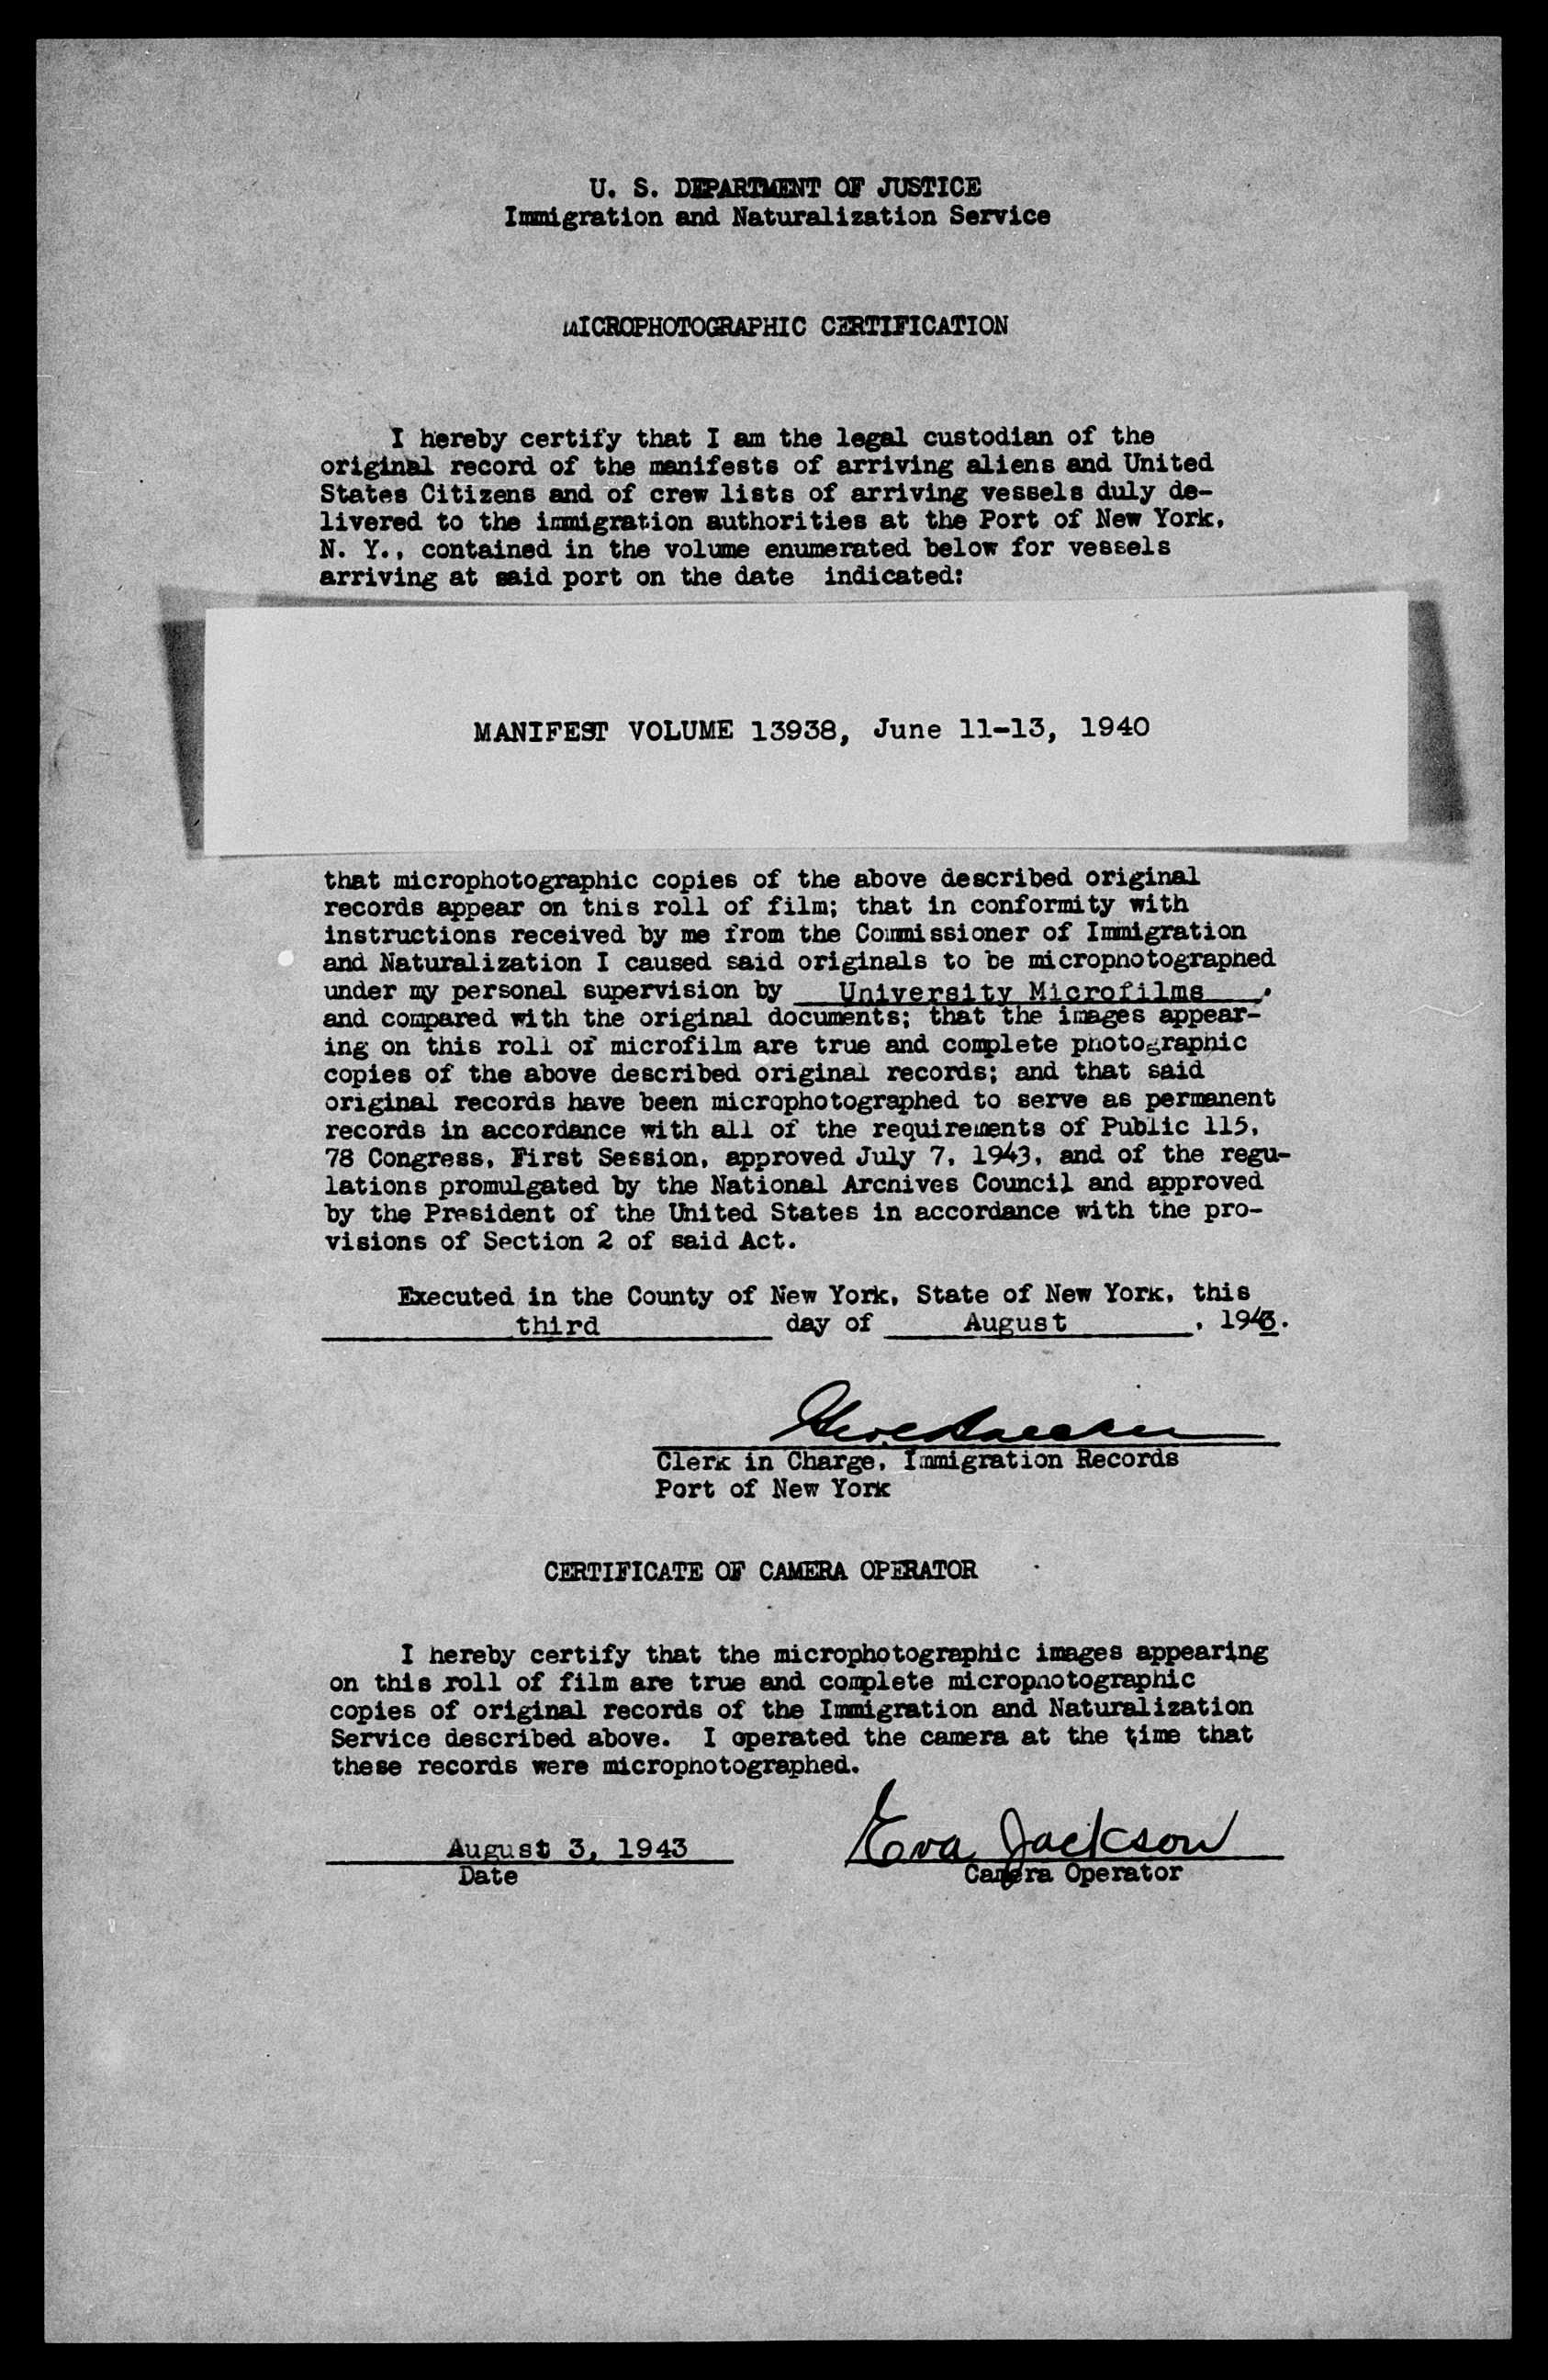 U. S. DEPARTMENT OF JUSTICE
Immigration and Naturalization Service
MICROPHOTOGRAPHIC CERTIFICATION
I hereby certify that I am the legal custodian of the
original record of the manifests of arriving aliens and United
States Citizens and of crew lists of arriving vessels duly de-
livered to the immigration authorities at the Port of New York,
N. Y., contained in the volume enumerated below for vessels
arriving at said port on the date indicated:
MANIFEST VOLUME 13938, June 11-13, 1940
that microphotographic copies of the above described original
records appear on this roll of film; that in conformity with
instructions received by me from the Commissioner of Immigration
and Naturalization I caused said originals to be microphotographed
under my personal supervision by University Microfilms,
and compared with the original documents; that the images appear-
ing on this roll of microfilm are true and complete photographic
copies of the above described original records; and that said
original records have been microphotographed to serve as permanent
records in accordance with all of the requirements of Public 115,
78 Congress, First Session, approved July 7, 1943, and of the regu-
lations promulgated by the National Archives Council and approved
by the President of the United States in accordance with the pro-
visions of Section 2 of said Act.
Executed in the County of New York, State of New York, this
third day of August, 1943.
Clerk in Charge, Immigration Records
Port of New York
CERTIFICATE OF CAMERA OPERATOR
I hereby certify that the microphotographic images appearing
on this roll of film are true and complete microphotographic
copies of original records of the Immigration and Naturalization
Service described above. I operated the camera at the time that
these records were microphotographed.
August 3, 1943 Eva Jackson
Date Camera Operator